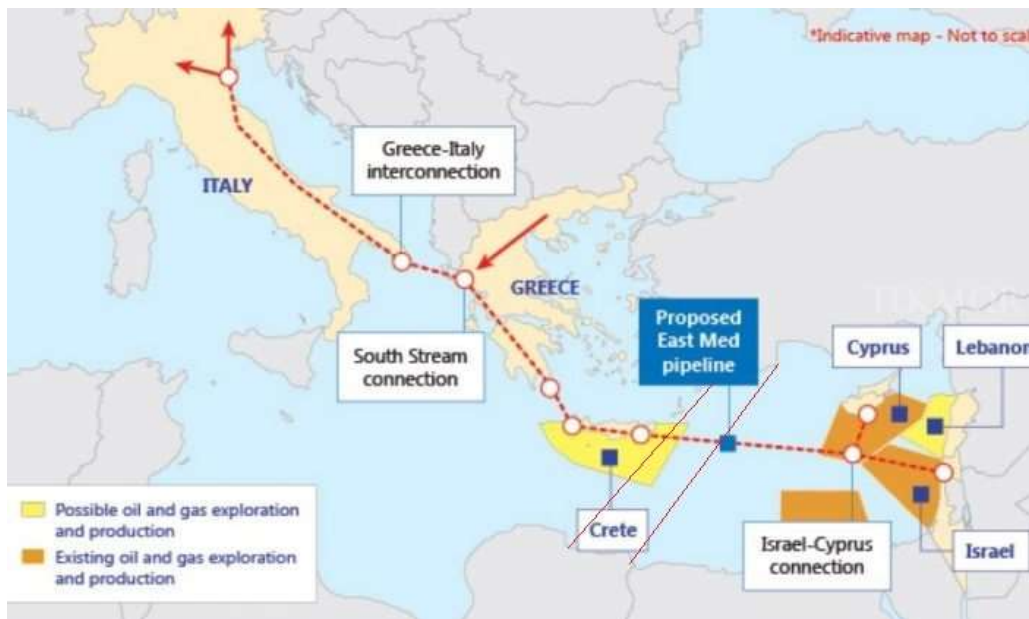 *Indicative map - Not to scal
Greece-Italy
interconnection
ITALY
GREECE
South Stream
connection
Proposed
East Med
pipeline
Cyprus
Lebanon
Possible oil and gas exploration
and production
Existing oil and gas exploration
and production
Crete
Israel-Cyprus
connection
Israel